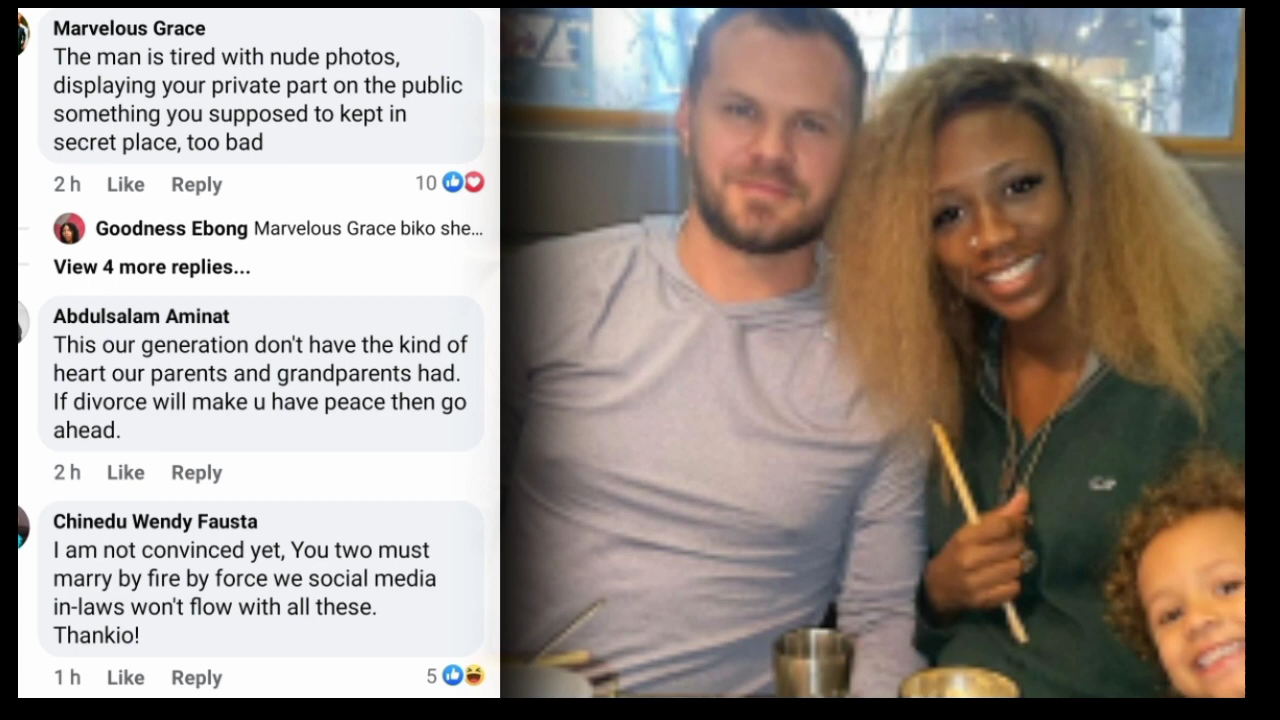 Marvelous Grace
The man is tired with nude photos,
displaying your private part on the public
something you supposed to kept in
secret place, too bad
2 h Like Reply 10
Goodness Ebong Marvelous Grace biko she...
View 4 more replies...
Abdulsalam Aminat
This our generation don't have the kind of
heart our parents and grandparents had.
If divorce will make u have peace then go
ahead.
2 h Like Reply
Chinedu Wendy Fausta
I am not convinced yet, You two must
marry by fire by force we social media
in-laws won't flow with all these.
Thankio!
1 h Like Reply 5